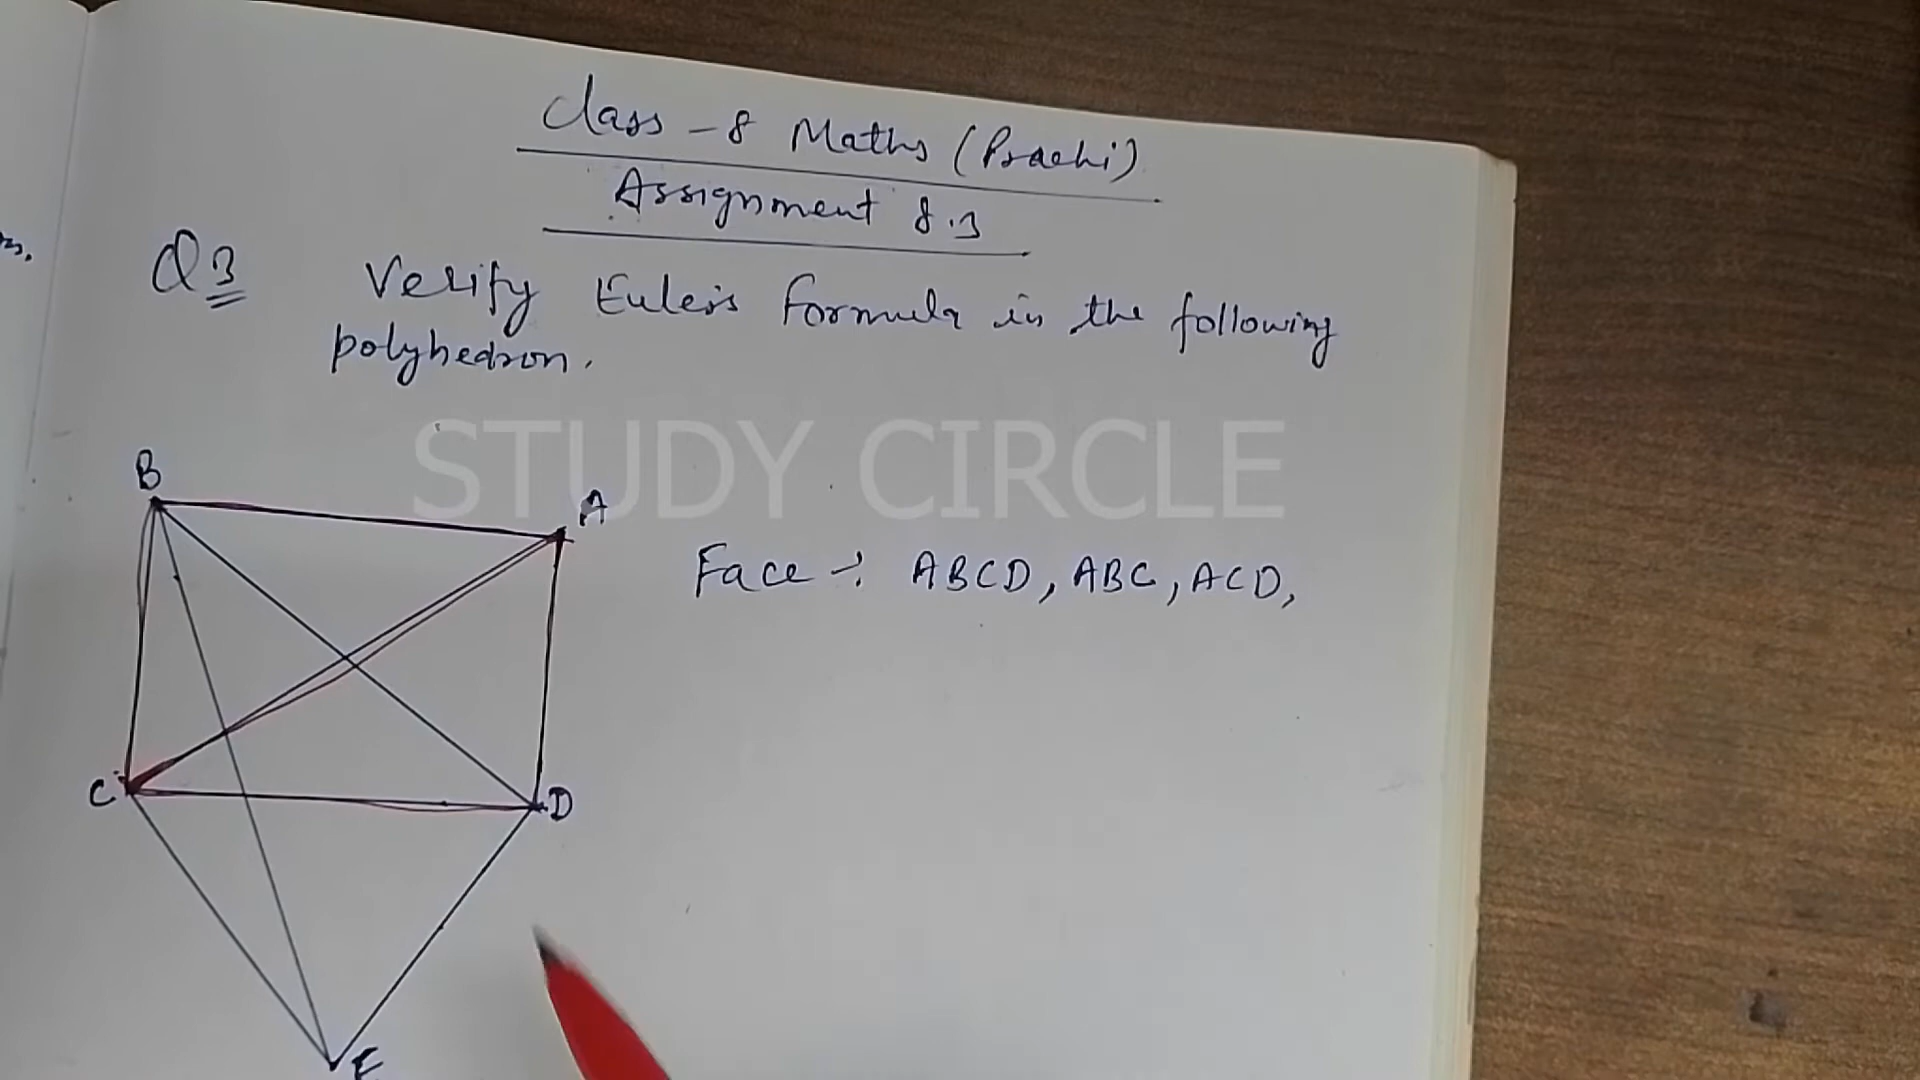 Class - 8 Maths (Prachi)
Assignment 8.3
Q3 Verify Euler's formula in the following
polyhedron.
STUDY CIRCLE
B
A
Face -: ABCD, ABC, ACD,
C
D
E